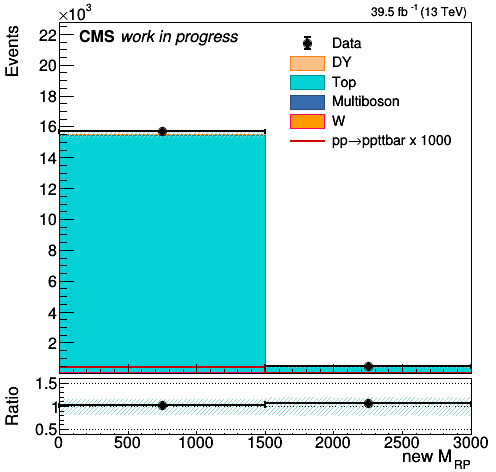 ×10³
39.5 fb⁻¹ (13 TeV)
Events
CMS work in progress
Data
DY
Top
Multiboson
W
pp→ppttbar x 1000
22
20
18
16
14
12
10
8
6
4
2
Ratio
1.5
1
0.5
0 500 1000 1500 2000 2500 3000
new M_RP